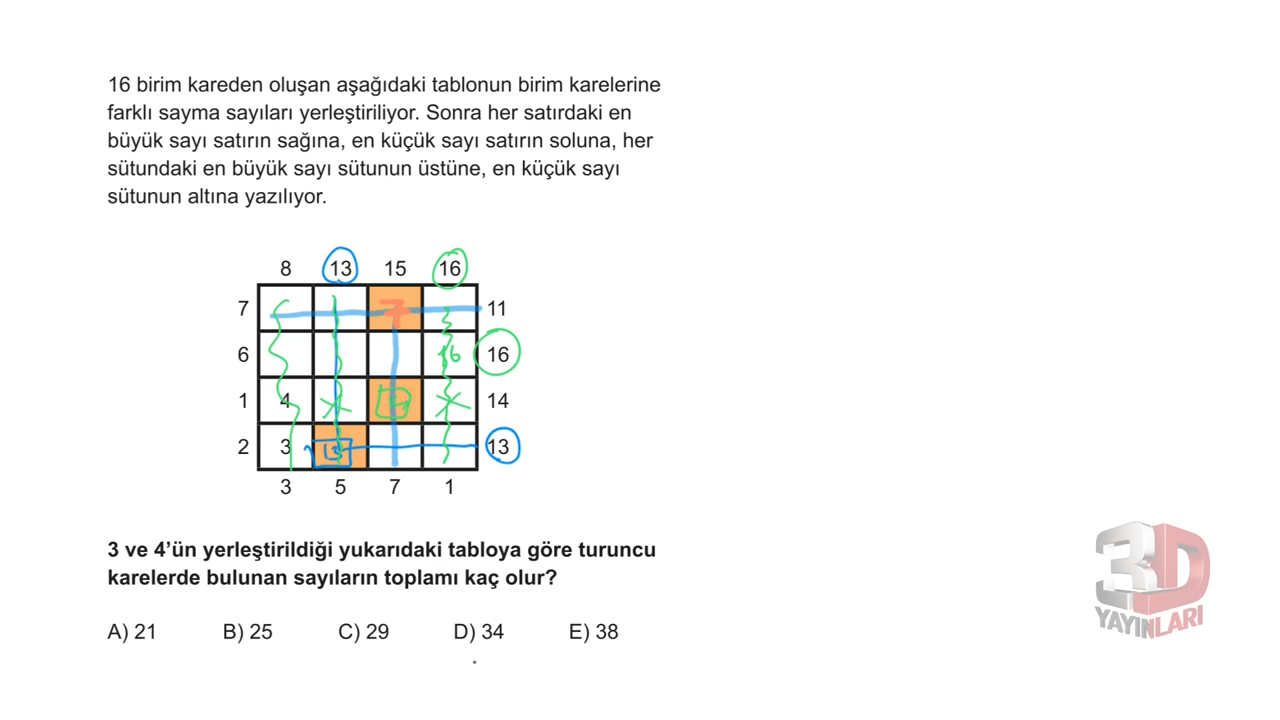 16 birim kareden oluşan aşağıdaki tablonun birim karelerine
farklı sayma sayıları yerleştiriliyor. Sonra her satırdaki en
büyük sayı satırın sağına, en küçük sayı satırın soluna, her
sütundaki en büyük sayı sütunun üstüne, en küçük sayı
sütunun altına yazılıyor.
8 13 15 16
7 7 11
6 16 16
1 4 14
2 3 13 13
3 5 7 1
3 ve 4’ün yerleştirildiği yukarıdaki tabloya göre turuncu
karelerde bulunan sayıların toplamı kaç olur?
A) 21 B) 25 C) 29 D) 34 E) 38
3D
YAYINLARI